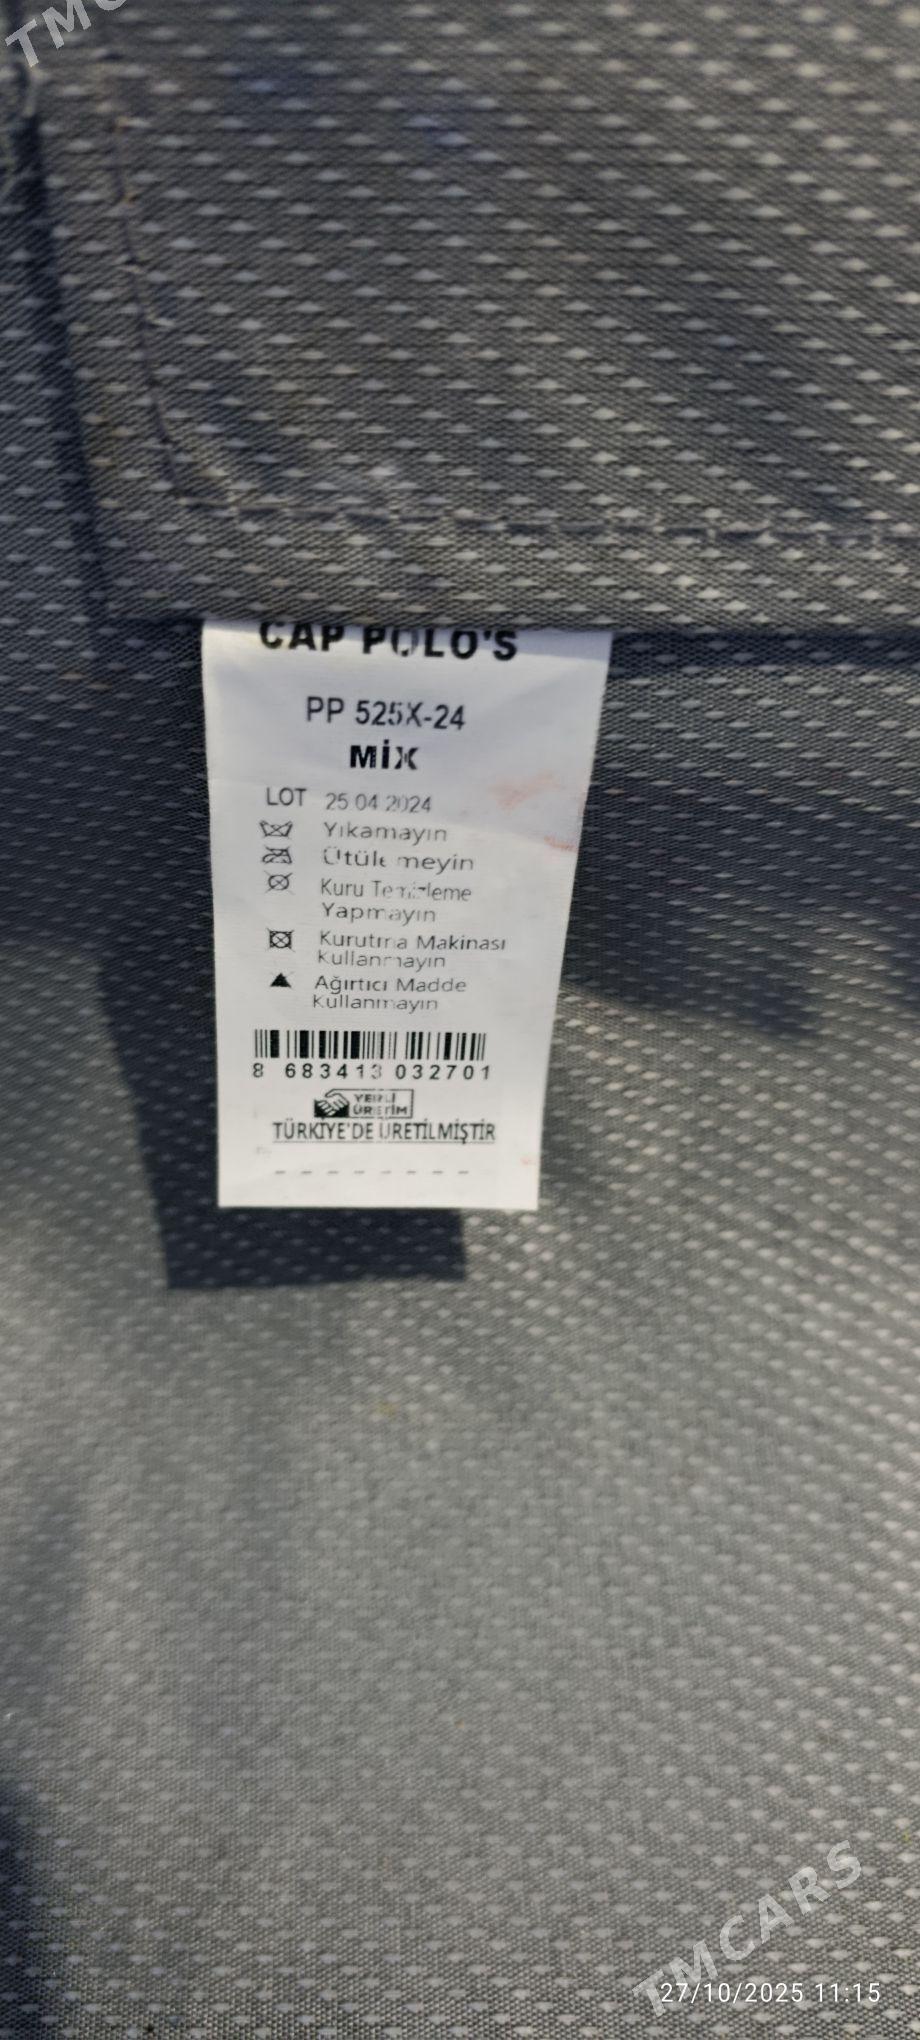 TMC
CAP POLO'S
PP 525X-24
MİX
LOT 25 04 2024
Yıkamayın
Ütülemeyin
Kuru Temizleme
Yapmayın
Kurutma Makinası
Kullanmayın
Ağırtıcı Madde
Kullanmayın
8 683413 032701
YERLİ
ÜRETİM
TÜRKİYE'DE ÜRETİLMİŞTİR
TMCARS
27/10/2025 11:15